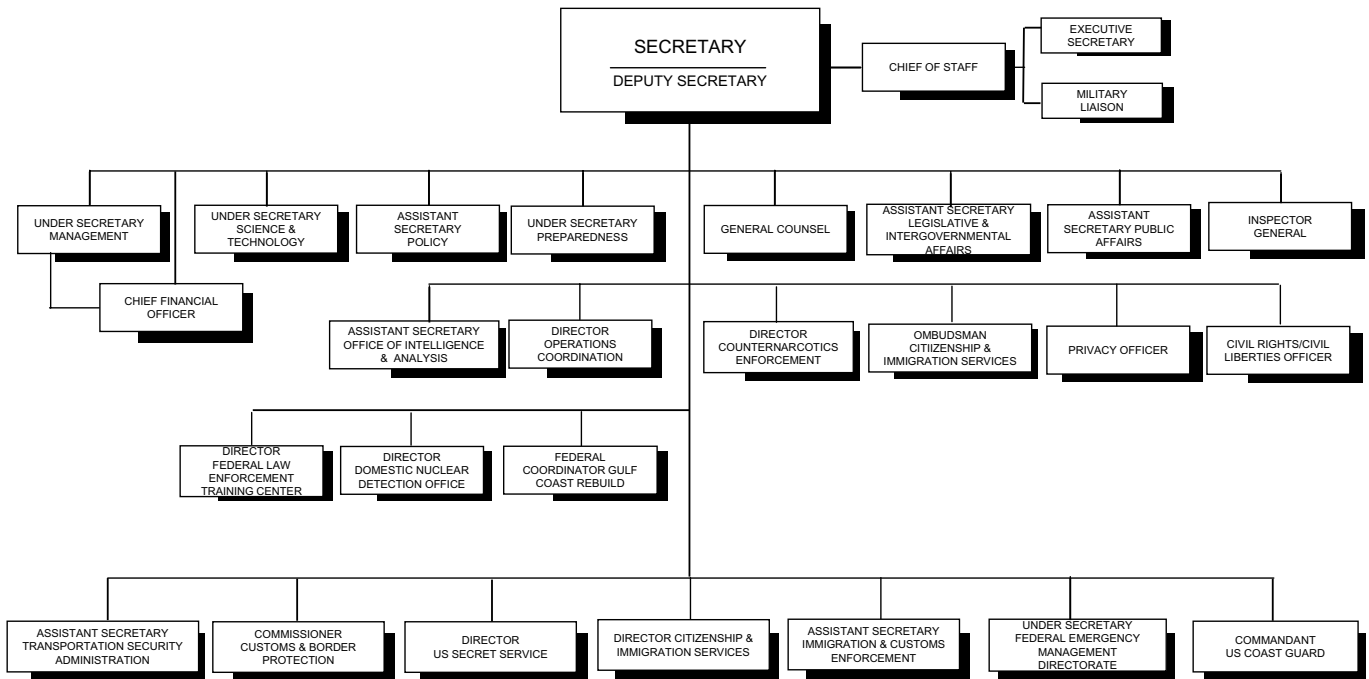 SECRETARY
DEPUTY SECRETARY
CHIEF OF STAFF
EXECUTIVE
SECRETARY
MILITARY
LIAISON
UNDER SECRETARY
MANAGEMENT
UNDER SECRETARY
SCIENCE &
TECHNOLOGY
ASSISTANT
SECRETARY
POLICY
UNDER SECRETARY
PREPAREDNESS
GENERAL COUNSEL
ASSISTANT SECRETARY
LEGISLATIVE &
INTERGOVERNMENTAL
AFFAIRS
ASSISTANT
SECRETARY PUBLIC
AFFAIRS
INSPECTOR
GENERAL
CHIEF FINANCIAL
OFFICER
ASSISTANT SECRETARY
OFFICE OF INTELLIGENCE
& ANALYSIS
DIRECTOR
OPERATIONS
COORDINATION
DIRECTOR
COUNTERNARCOTICS
ENFORCEMENT
OMBUDSMAN
CITIIZENSHIP &
IMMIGRATION SERVICES
PRIVACY OFFICER
CIVIL RIGHTS/CIVIL
LIBERTIES OFFICER
DIRECTOR
FEDERAL LAW
ENFORCEMENT
TRAINING CENTER
DIRECTOR
DOMESTIC NUCLEAR
DETECTION OFFICE
FEDERAL
COORDINATOR GULF
COAST REBUILD
ASSISTANT SECRETARY
TRANSPORTATION SECURITY
ADMINISTRATION
COMMISSIONER
CUSTOMS & BORDER
PROTECTION
DIRECTOR
US SECRET SERVICE
DIRECTOR CITIZENSHIP &
IMMIGRATION SERVICES
ASSISTANT SECRETARY
IMMIGRATION & CUSTOMS
ENFORCEMENT
UNDER SECRETARY
FEDERAL EMERGENCY
MANAGEMENT
DIRECTORATE
COMMANDANT
US COAST GUARD